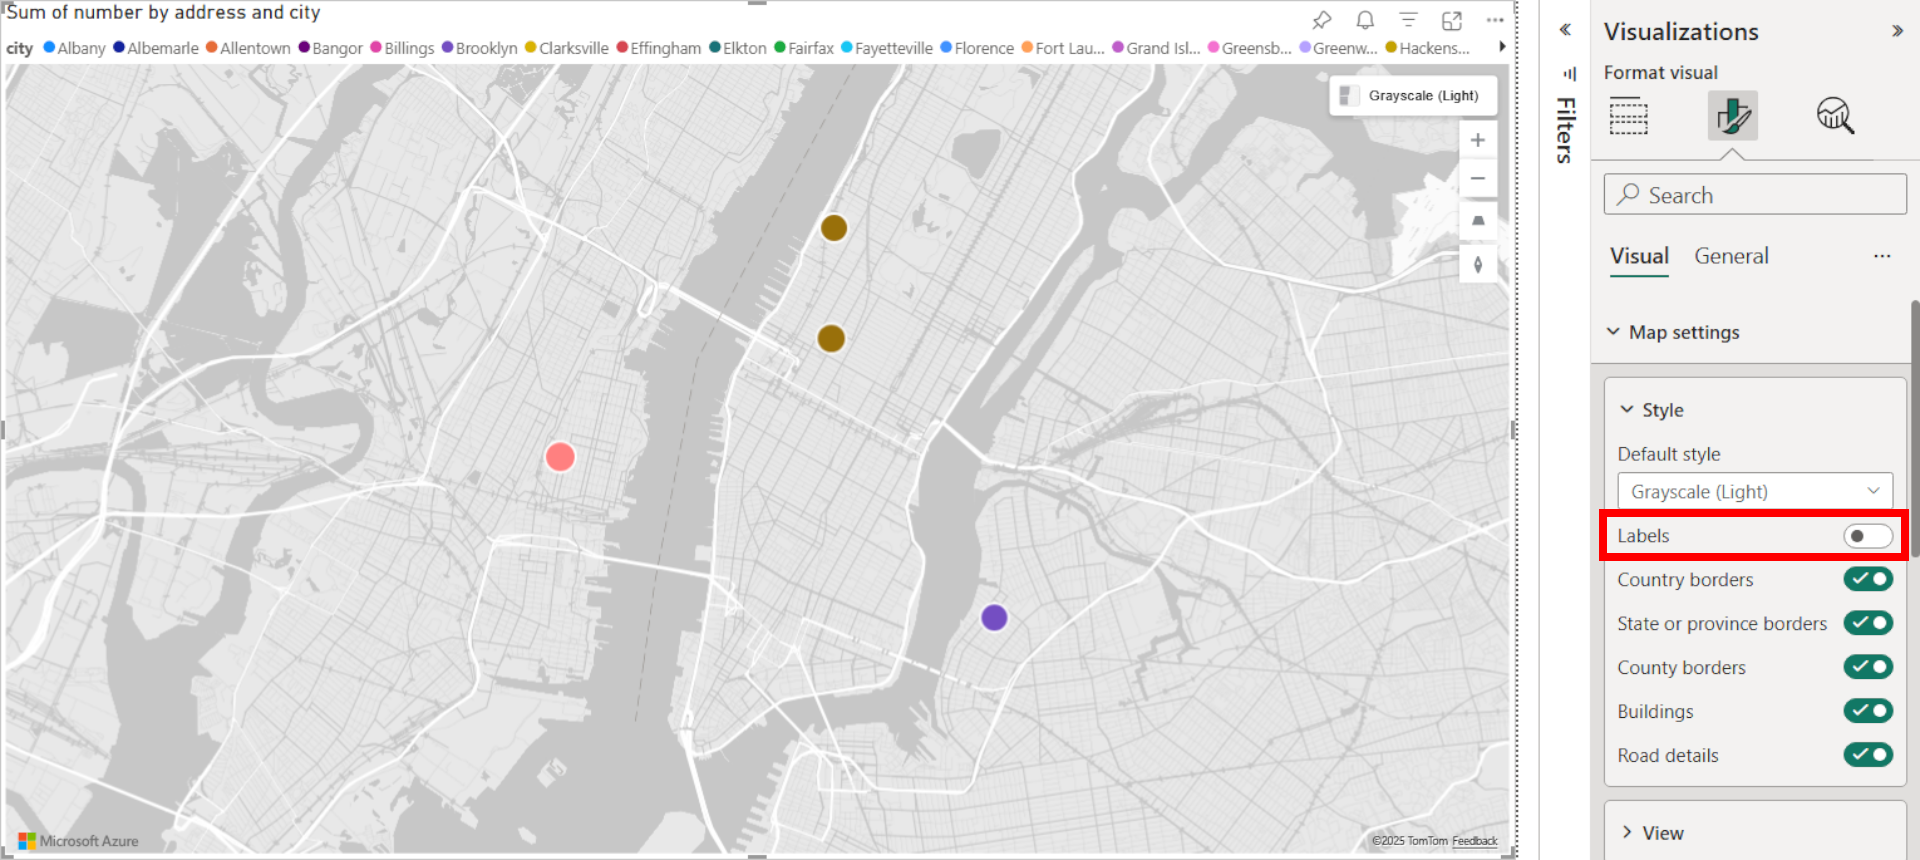 Sum of number by address and city
city Albany Albemarle Allentown Bangor Billings Brooklyn Clarksville Effingham Elkton Fairfax Fayetteville Florence Fort Lau... Grand Isl... Greensb... Greenw... Hackens...
Grayscale (Light)
Microsoft Azure
©2025 TomTom Feedback
Filters
Visualizations
Format visual
Search
Visual General
Map settings
Style
Default style
Grayscale (Light)
Labels
Country borders
State or province borders
County borders
Buildings
Road details
View